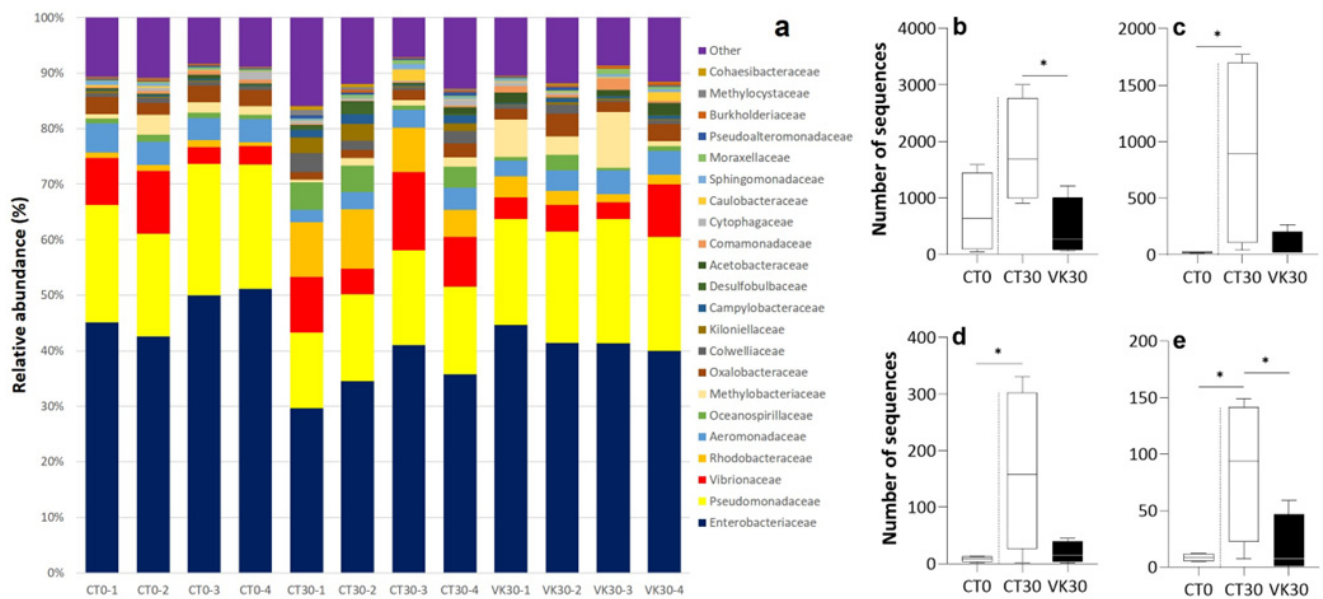 a
Relative abundance (%)
100%
90%
80%
70%
60%
50%
40%
30%
20%
10%
0%
CT0-1 CT0-2 CT0-3 CT0-4 CT30-1 CT30-2 CT30-3 CT30-4 VK30-1 VK30-2 VK30-3 VK30-4
Other
Cohaesibacteraceae
Methylocystaceae
Burkholderiaceae
Pseudoalteromonadaceae
Moraxellaceae
Sphingomonadaceae
Caulobacteraceae
Cytophagaceae
Comamonadaceae
Acetobacteraceae
Desulfobulbaceae
Campylobacteraceae
Kiloniellaceae
Colwelliaceae
Oxalobacteraceae
Methylobacteriaceae
Oceanospirillaceae
Aeromonadaceae
Rhodobacteraceae
Vibrionaceae
Pseudomonadaceae
Enterobacteriaceae
b
Number of sequences
4000
3000
2000
1000
0
*
CT0 CT30 VK30
c
2000
1500
1000
500
0
*
CT0 CT30 VK30
d
Number of sequences
400
300
200
100
0
*
CT0 CT30 VK30
e
200
150
100
50
0
* *
CT0 CT30 VK30